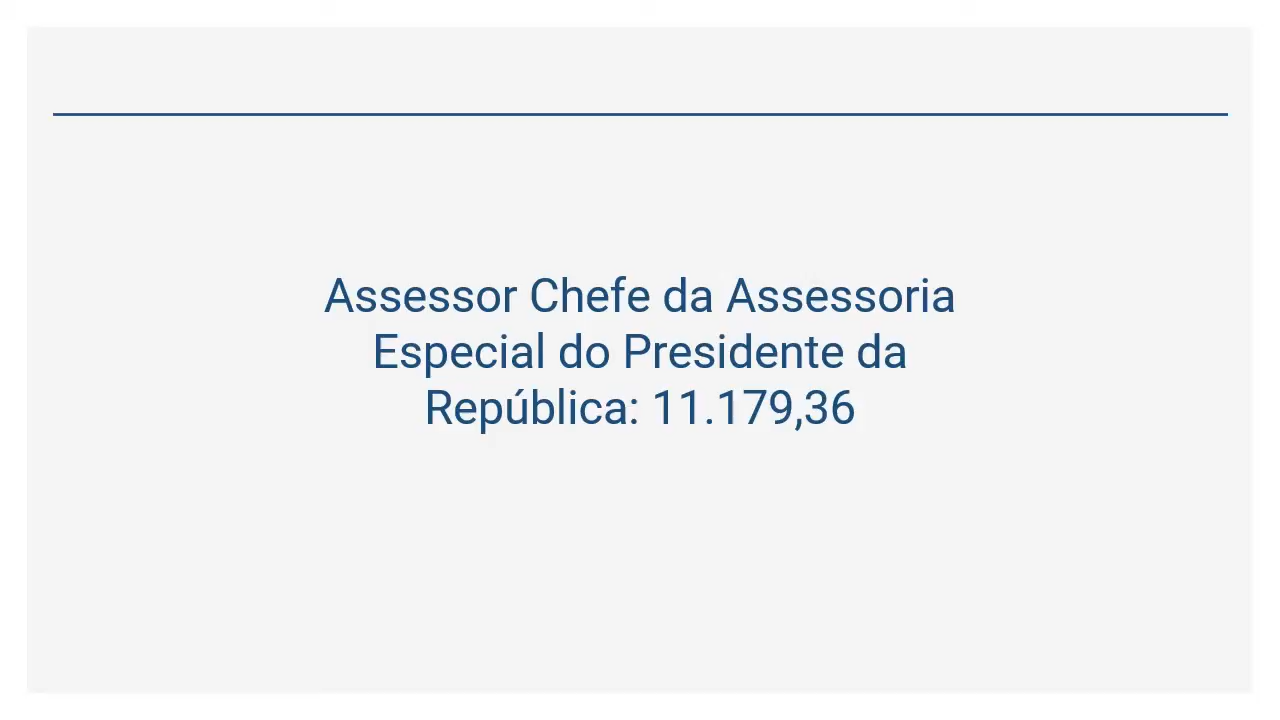 Assessor Chefe da Assessoria
Especial do Presidente da
República: 11.179,36